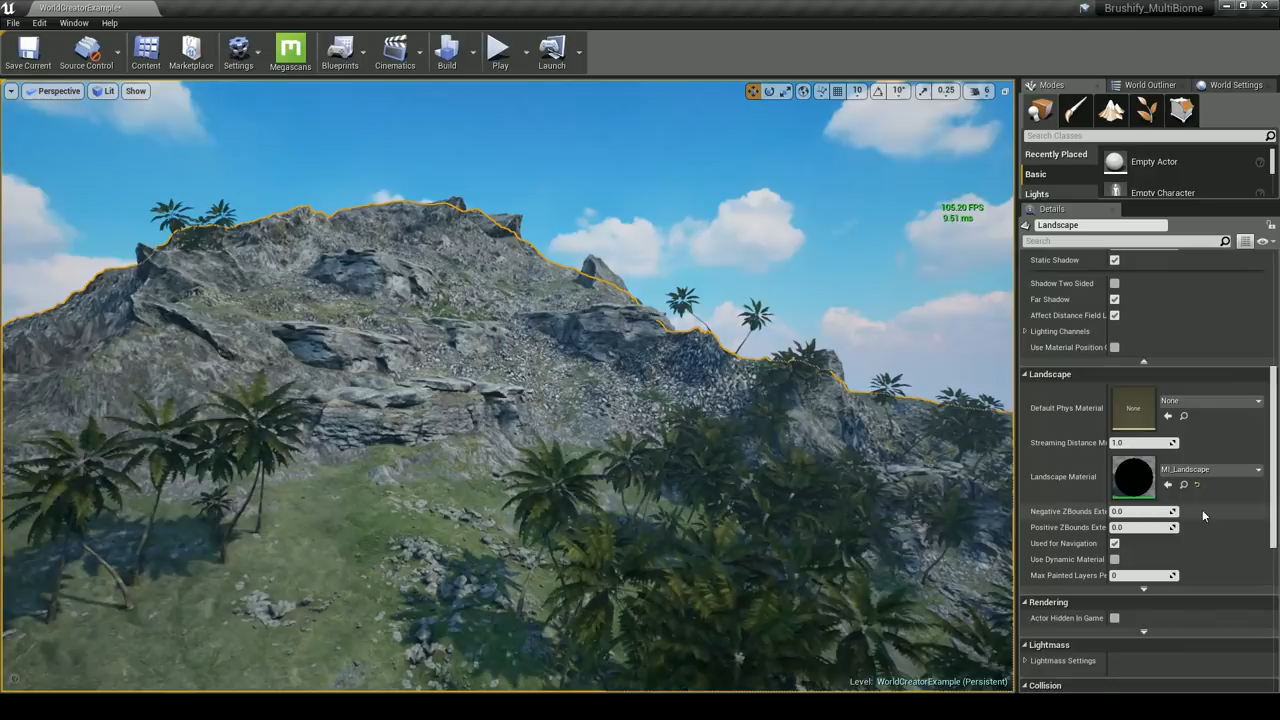 WorldCreatorExample*
Brushify_MultiBiome
File Edit Window Help
Save Current
Source Control
Content
Marketplace
Settings
Megascans
Blueprints
Cinematics
Build
Play
Launch
Perspective
Lit
Show
10
10°
0.25
6
Modes
World Outliner
World Settings
Search Classes
Recently Placed
Empty Actor
Basic
Lights
Empty Character
105.20 FPS
9.51 ms
Details
Landscape
Search
Static Shadow
Shadow Two Sided
Far Shadow
Affect Distance Field L
Lighting Channels
Use Material Position
Landscape
Default Phys Material
None
None
Streaming Distance M
1.0
Landscape Material
MI_Landscape
Negative ZBounds Exte
0.0
Positive ZBounds Exte
0.0
Used for Navigation
Use Dynamic Material
Max Painted Layers Pe
0
Rendering
Actor Hidden In Game
Lightmass
Lightmass Settings
Collision
Level: WorldCreatorExample (Persistent)